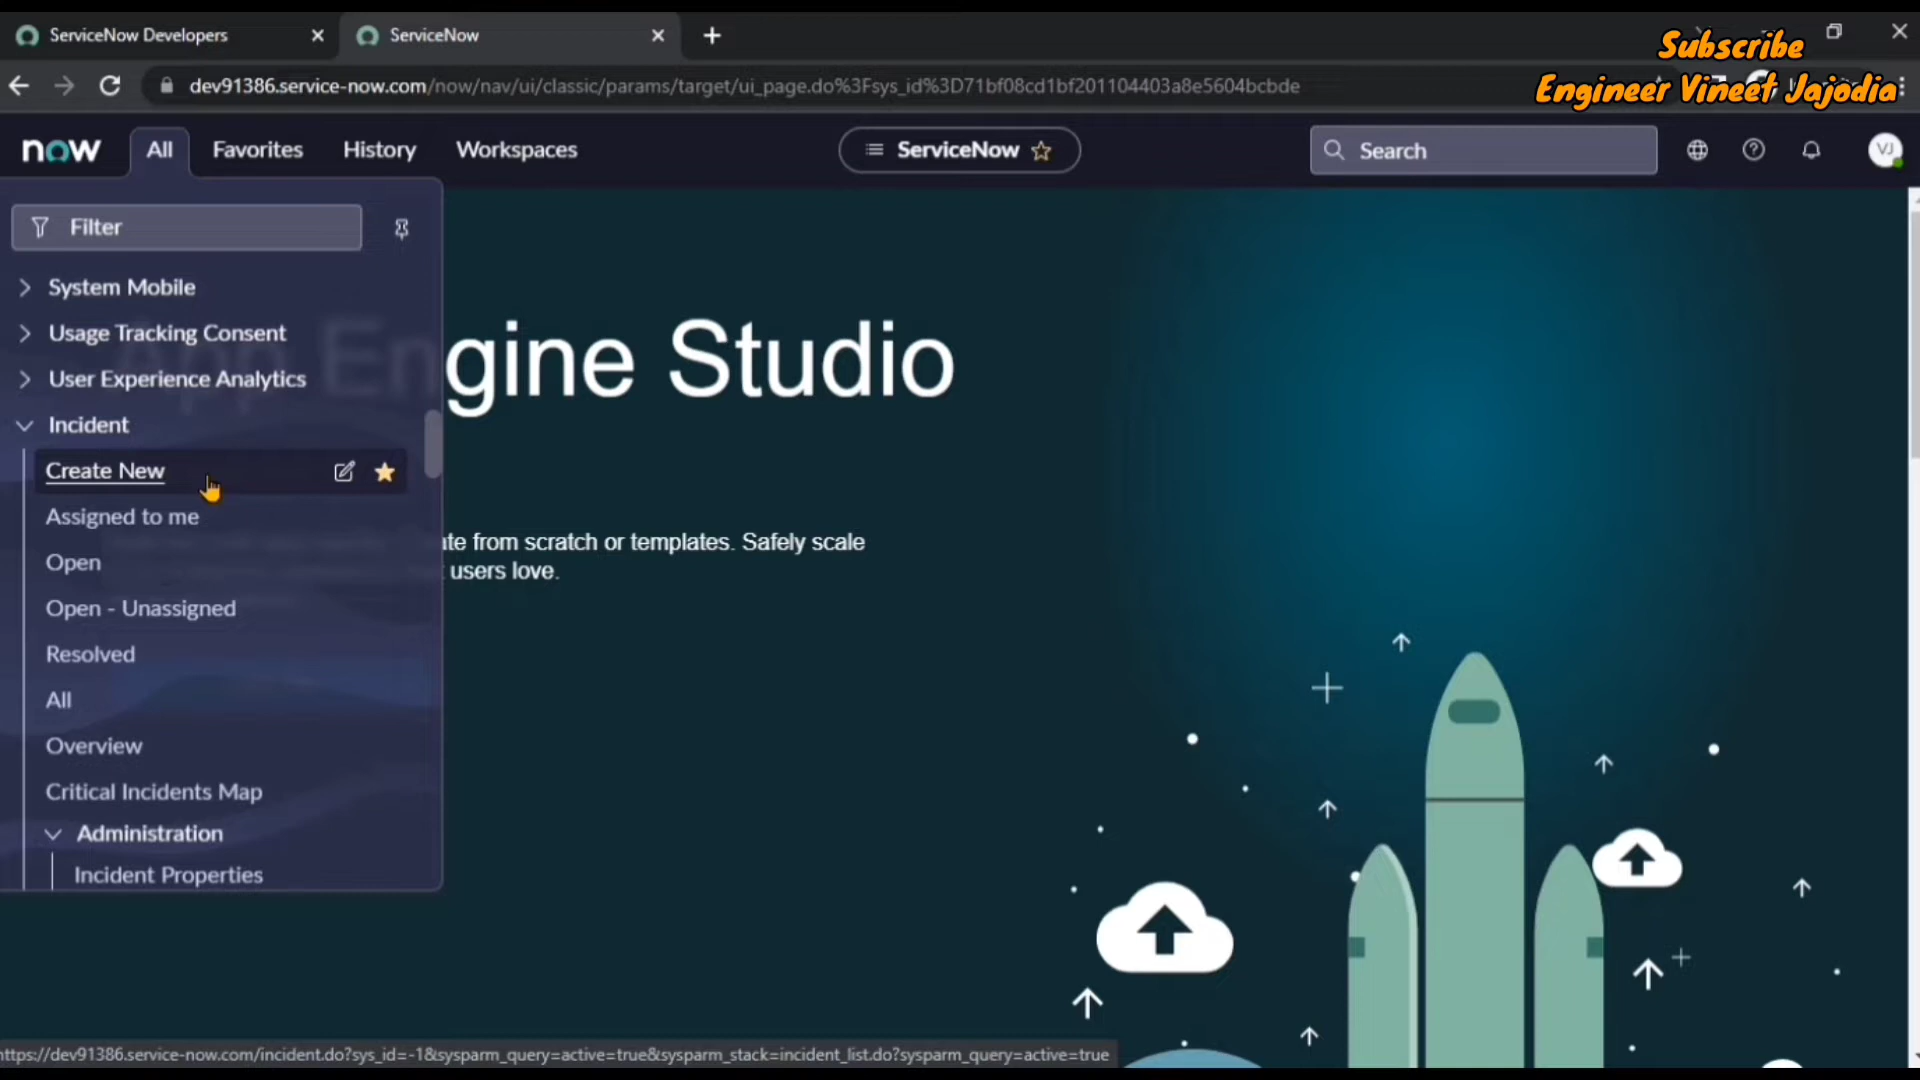 ServiceNow Developers
ServiceNow
Subscribe
Engineer Vineet Jajodia
dev91386.service-now.com/now/nav/ui/classic/params/target/ui_page.do%3Fsys_id%3D71bf08cd1bf201104403a8e5604bcbde
now
All
Favorites
History
Workspaces
ServiceNow
Search
VJ
Filter
System Mobile
Usage Tracking Consent
User Experience Analytics
App Engine Studio
Incident
Create New
Assigned to me
Open
ate from scratch or templates. Safely scale
users love.
Open - Unassigned
Resolved
All
Overview
Critical Incidents Map
Administration
Incident Properties
https://dev91386.service-now.com/incident.do?sys_id=-1&sysparm_query=active=true&sysparm_stack=incident_list.do?sysparm_query=active=true